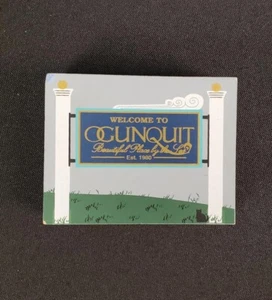 WELCOME TO
OGUNQUIT
Beautiful Place by the Sea
Est. 1980